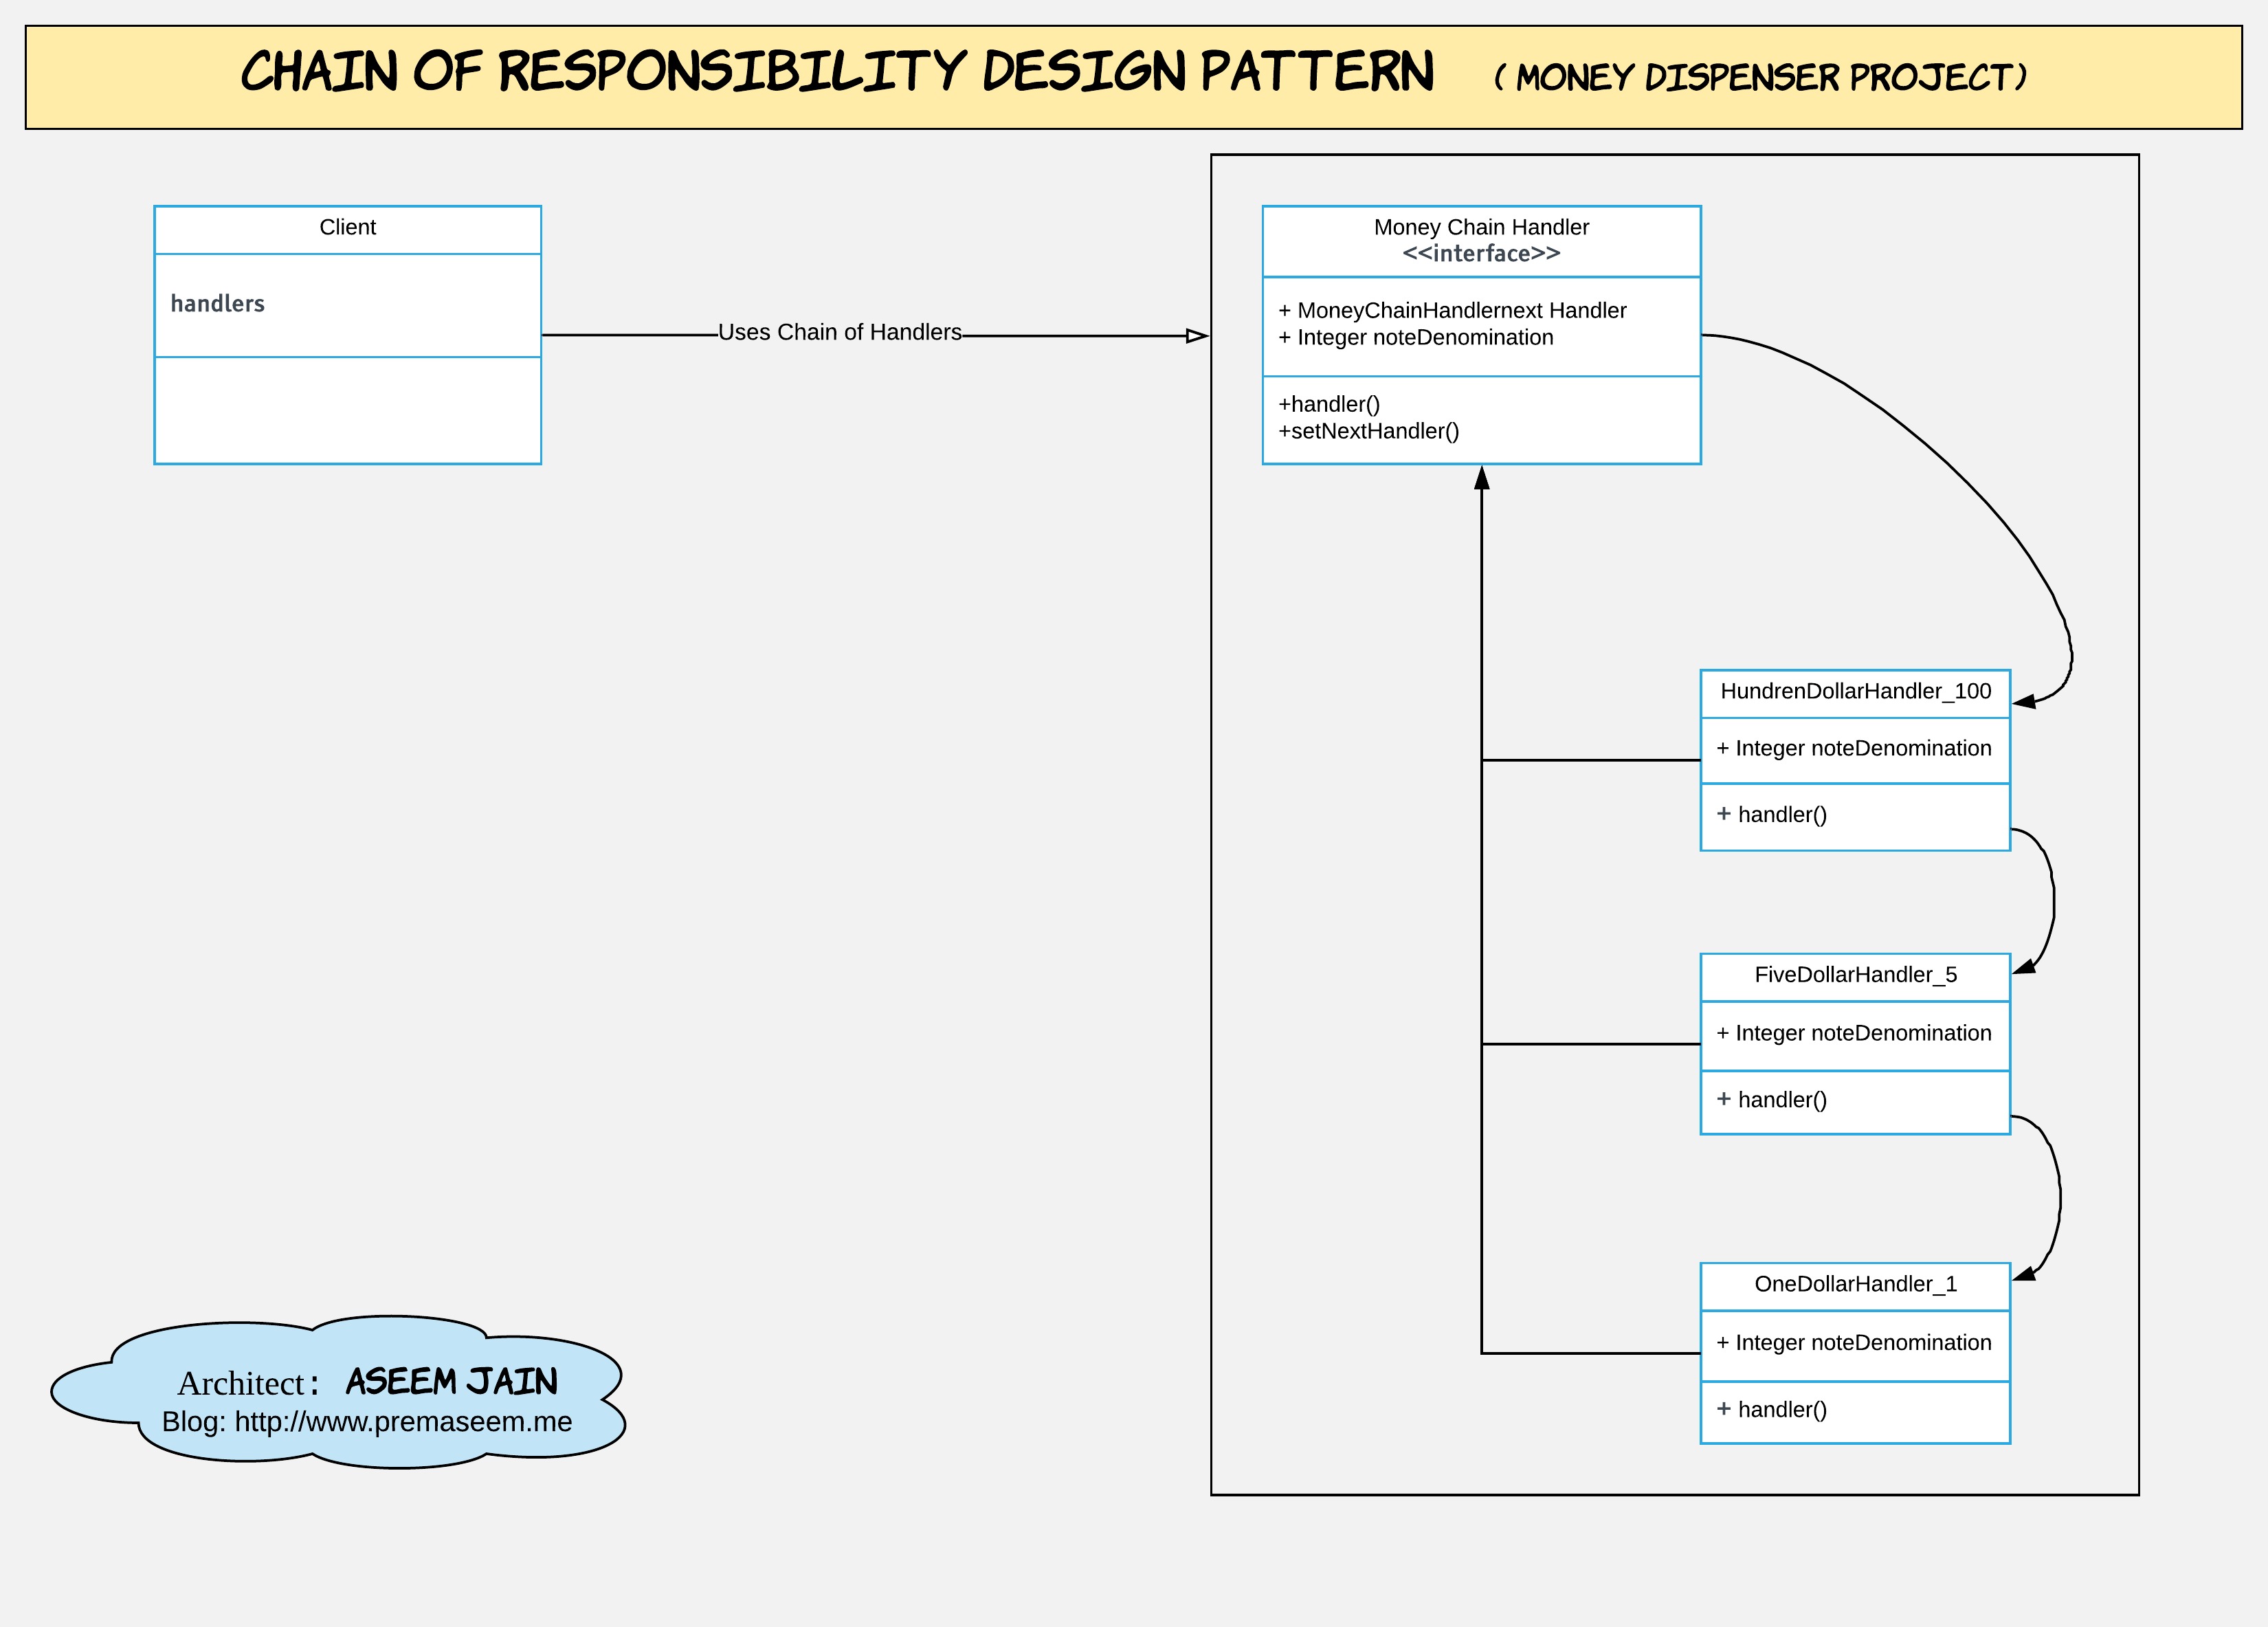 CHAIN OF RESPONSIBILITY DESIGN PATTERN ( MONEY DISPENSER PROJECT)
Client
handlers
Uses Chain of Handlers
Money Chain Handler
<<interface>>
+ MoneyChainHandlernext Handler
+ Integer noteDenomination
+handler()
+setNextHandler()
HundrenDollarHandler_100
+ Integer noteDenomination
+ handler()
FiveDollarHandler_5
+ Integer noteDenomination
+ handler()
OneDollarHandler_1
+ Integer noteDenomination
+ handler()
Architect: ASEEM JAIN
Blog: http://www.premaseem.me